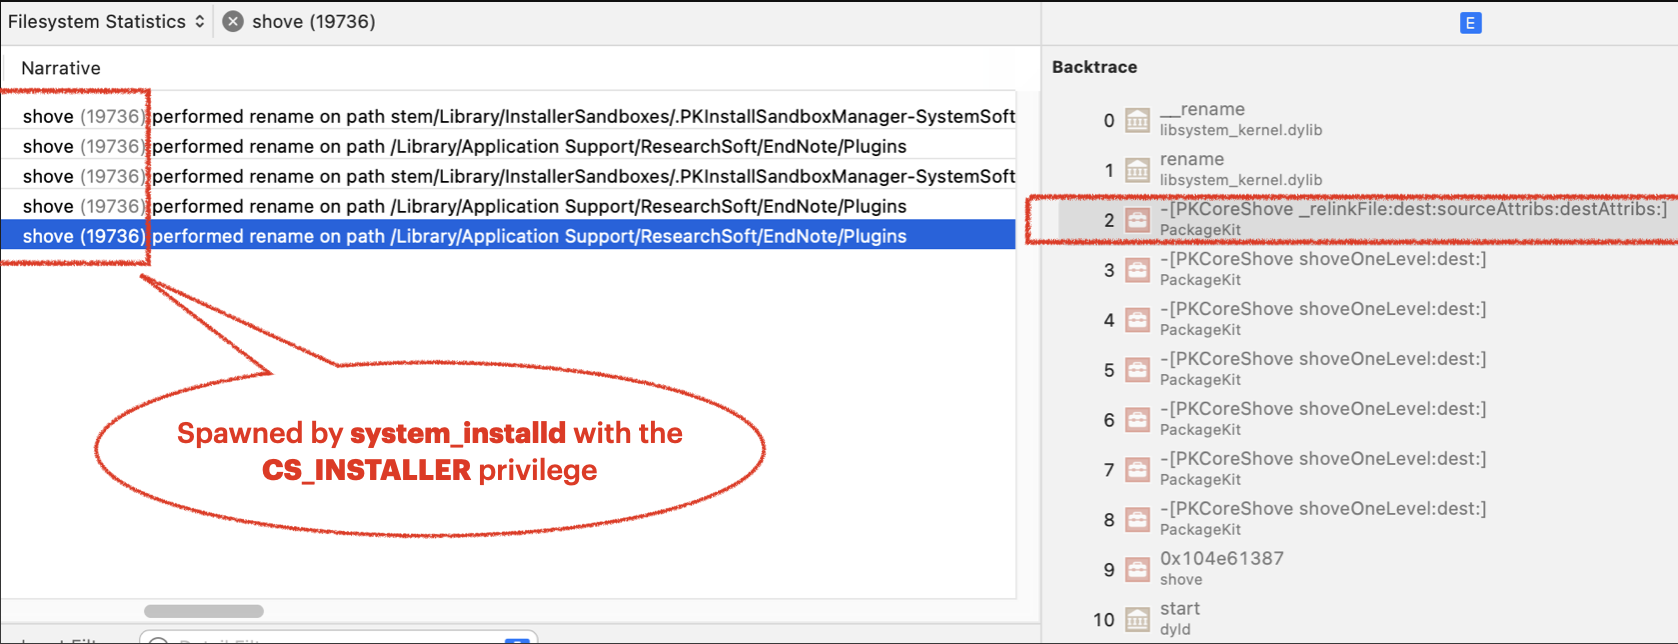 Filesystem Statistics shove (19736)
E
Narrative
shove (19736) performed rename on path stem/Library/InstallerSandboxes/.PKInstallSandboxManager-SystemSoft
shove (19736) performed rename on path /Library/Application Support/ResearchSoft/EndNote/Plugins
shove (19736) performed rename on path stem/Library/InstallerSandboxes/.PKInstallSandboxManager-SystemSoft
shove (19736) performed rename on path /Library/Application Support/ResearchSoft/EndNote/Plugins
shove (19736) performed rename on path /Library/Application Support/ResearchSoft/EndNote/Plugins
Spawned by system_installd with the
CS_INSTALLER privilege
Backtrace
0 __rename
libsystem_kernel.dylib
1 rename
libsystem_kernel.dylib
2 -[PKCoreShove _relinkFile:dest:sourceAttribs:destAttribs:]
PackageKit
3 -[PKCoreShove shoveOneLevel:dest:]
PackageKit
4 -[PKCoreShove shoveOneLevel:dest:]
PackageKit
5 -[PKCoreShove shoveOneLevel:dest:]
PackageKit
6 -[PKCoreShove shoveOneLevel:dest:]
PackageKit
7 -[PKCoreShove shoveOneLevel:dest:]
PackageKit
8 -[PKCoreShove shoveOneLevel:dest:]
PackageKit
9 0x104e61387
shove
10 start
dyld